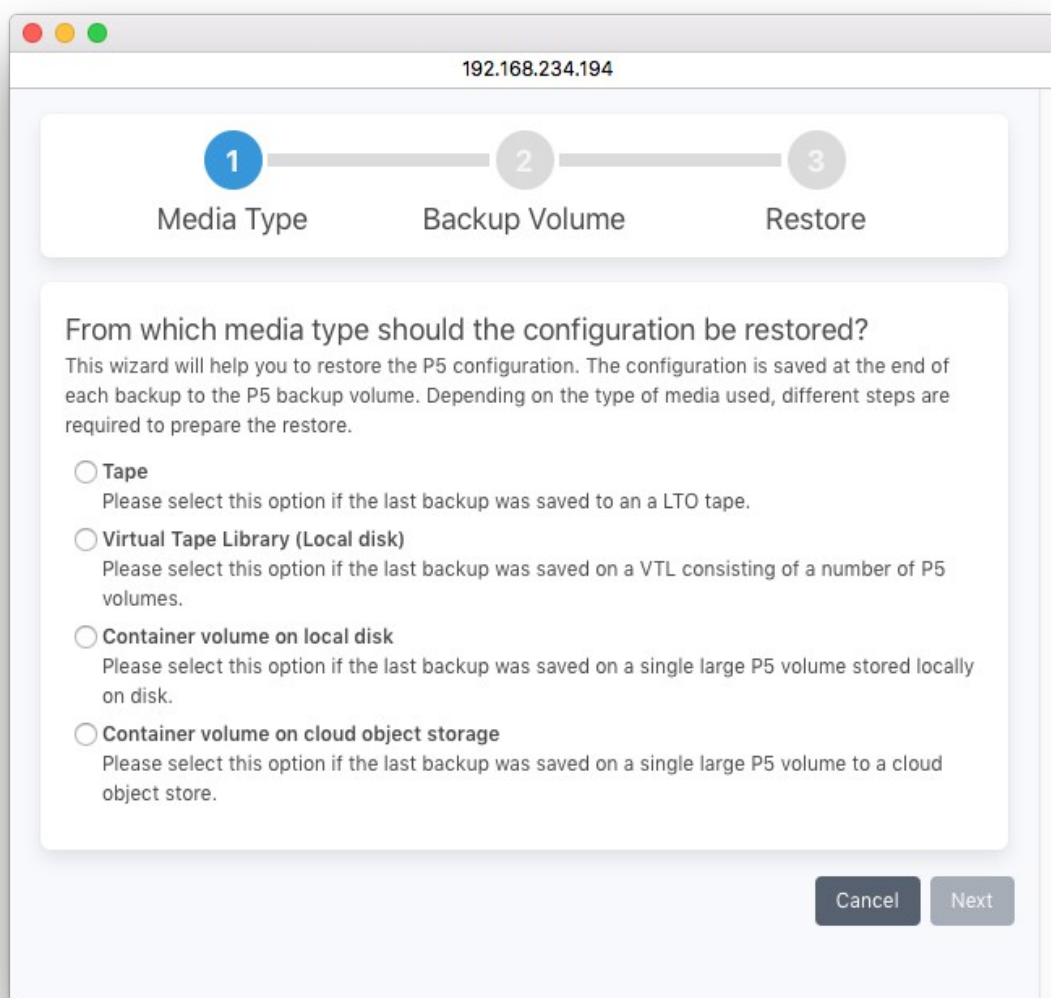 192.168.234.194
1
2
3
Media Type
Backup Volume
Restore
From which media type should the configuration be restored?
This wizard will help you to restore the P5 configuration. The configuration is saved at the end of
each backup to the P5 backup volume. Depending on the type of media used, different steps are
required to prepare the restore.
Tape
Please select this option if the last backup was saved to an a LTO tape.
Virtual Tape Library (Local disk)
Please select this option if the last backup was saved on a VTL consisting of a number of P5
volumes.
Container volume on local disk
Please select this option if the last backup was saved on a single large P5 volume stored locally
on disk.
Container volume on cloud object storage
Please select this option if the last backup was saved on a single large P5 volume to a cloud
object store.
Cancel
Next